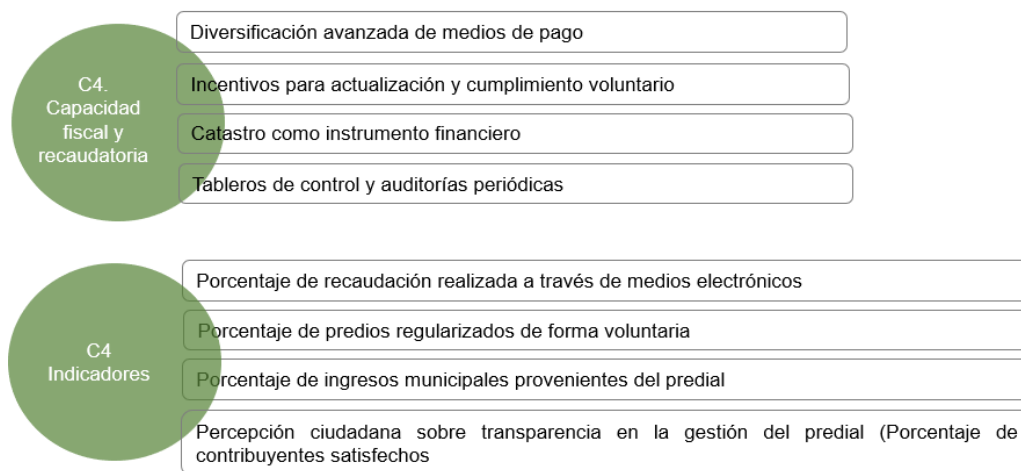 C4.
Capacidad
fiscal y
recaudatoria
Diversificación avanzada de medios de pago
Incentivos para actualización y cumplimiento voluntario
Catastro como instrumento financiero
Tableros de control y auditorías periódicas
C4
Indicadores
Porcentaje de recaudación realizada a través de medios electrónicos
Porcentaje de predios regularizados de forma voluntaria
Porcentaje de ingresos municipales provenientes del predial
Percepción ciudadana sobre transparencia en la gestión del predial (Porcentaje de
contribuyentes satisfechos